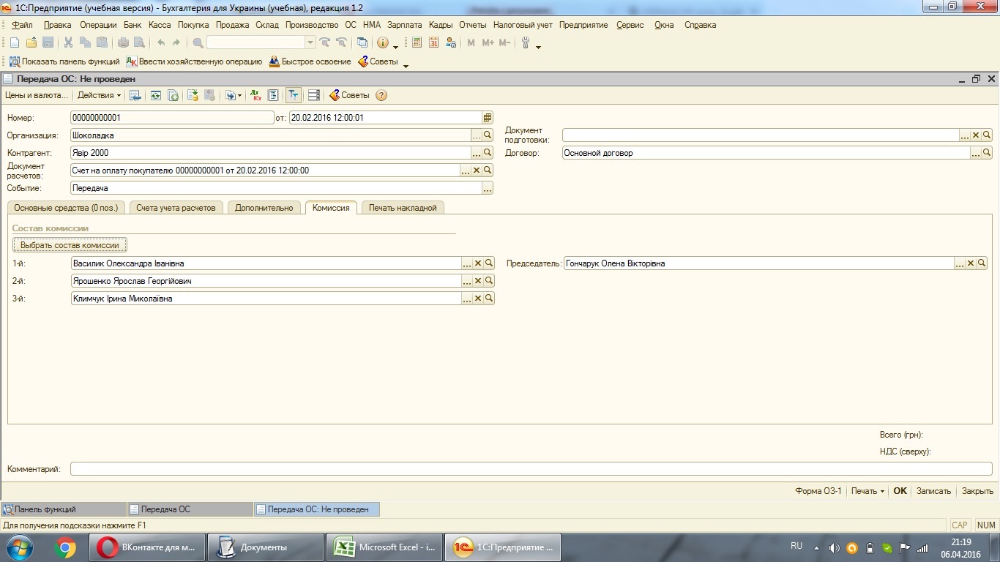 1С:Предприятие (учебная версия) - Бухгалтерия для Украины (учебная), редакция 1.2
Файл Правка Операции Банк Касса Покупка Продажа Склад Производство ОС НМА Зарплата Кадры Отчеты Налоговый учет Предприятие Сервис Окна Справка
M M+ M-
Показать панель функций Ввести хозяйственную операцию Быстрое освоение Советы
Передача ОС: Не проведен
Цены и валюта... Действия Советы
Номер: 00000000001 от: 20.02.2016 12:00:01
Организация: Шоколадка Документ подготовки:
Контрагент: Явір 2000 Договор: Основной договор
Документ расчетов: Счет на оплату покупателю 00000000001 от 20.02.2016 12:00:00
Событие: Передача
Основные средства (0 поз.) Счета учета расчетов Дополнительно Комиссия Печать накладной
Состав комиссии
Выбрать состав комиссии
1-й: Василик Олександра Іванівна Председатель: Гончарук Олена Вікторівна
2-й: Ярошенко Ярослав Георгійович
3-й: Климчук Ірина Миколаївна
Всего (грн):
НДС (сверху):
Комментарий:
Форма ОЗ-1 Печать ОК Записать Закрыть
Панель функций Передача ОС Передача ОС: Не проведен
Для получения подсказки нажмите F1 CAP NUM
ВКонтакте для м... Документы Microsoft Excel - i... 1С:Предприятие ... RU 21:19
06.04.2016